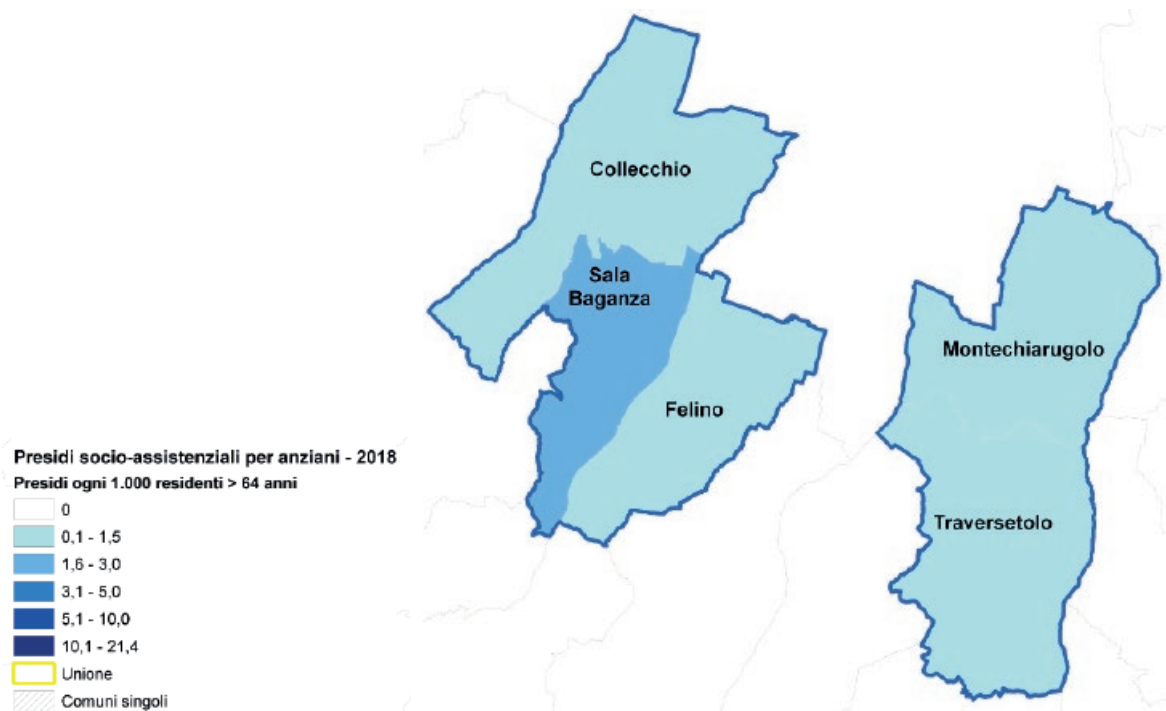 Collecchio
Sala
Baganza
Montechiarugolo
Felino
Traversetolo
Presidi socio-assistenziali per anziani - 2018
Presidi ogni 1.000 residenti > 64 anni
0
0,1 - 1,5
1,6 - 3,0
3,1 - 5,0
5,1 - 10,0
10,1 - 21,4
Unione
Comuni singoli